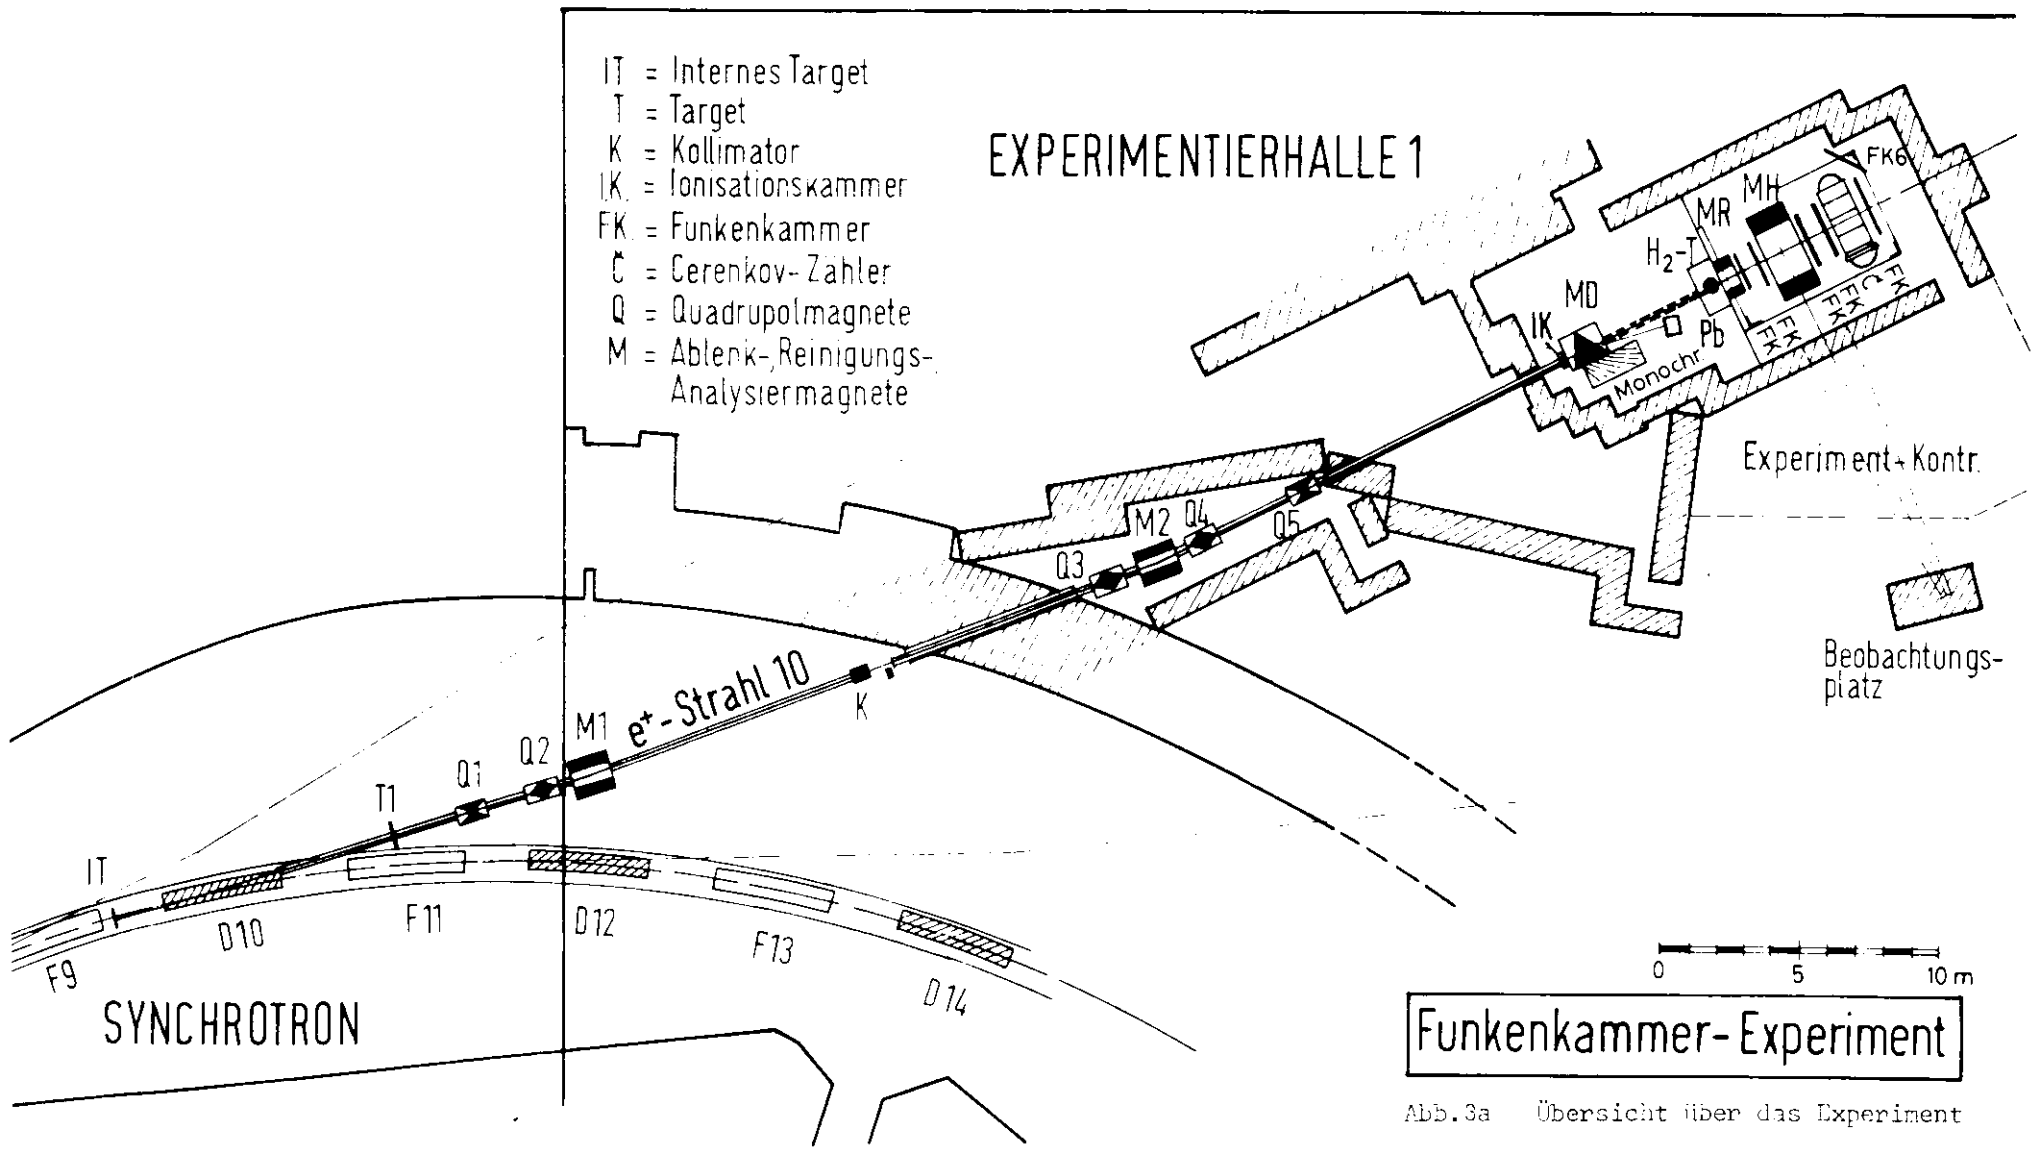 IT = Internes Target
T = Target
K = Kollimator
IK = Ionisationskammer
FK = Funkenkammer
Č = Cerenkov-Zähler
Q = Quadrupolmagnete
M = Ablenk-, Reinigungs-,
Analysiermagnete
EXPERIMENTIERHALLE 1
FK6
MH
MR
H2-T
MD
IK
Pb
Monochr.
FK
FK
FK
FK
Č
FK
Experiment.-Kontr.
Beobachtungs-
platz
Q5
Q4
M2
Q3
K
e+-Strahl 10
M1
Q2
Q1
T1
IT
F9
D10
F11
D12
F13
D14
SYNCHROTRON
0 5 10 m
Funkenkammer-Experiment
Abb.3a Übersicht über das Experiment